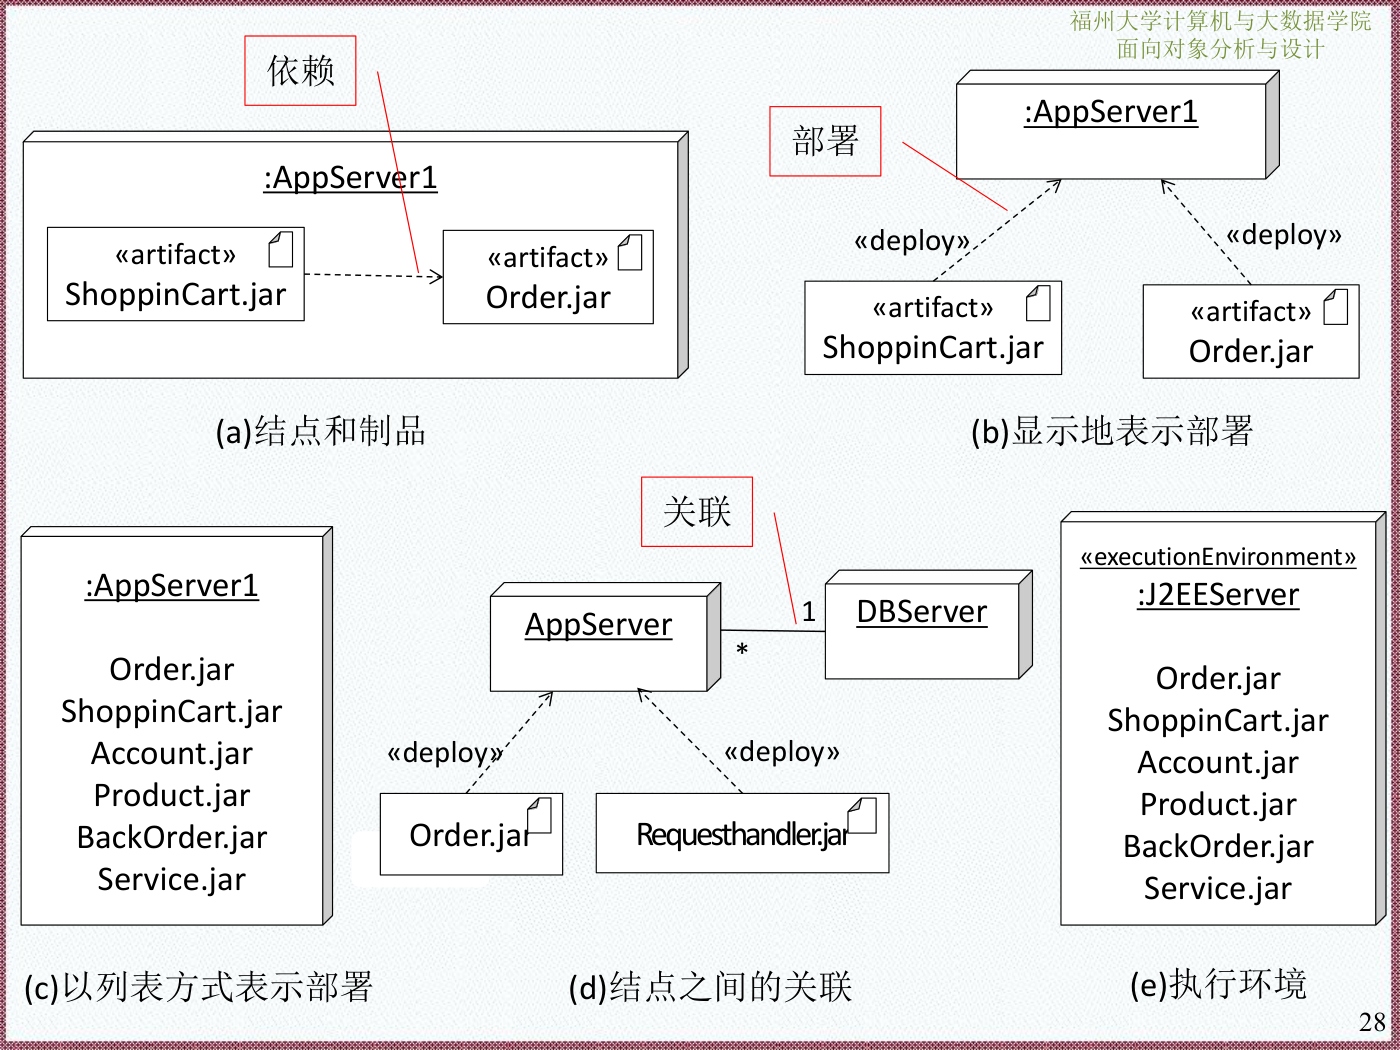 福州大学计算机与大数据学院
面向对象分析与设计
依赖
:AppServer1
«artifact»
ShoppinCart.jar
«artifact»
Order.jar
(a)结点和制品
部署
:AppServer1
«deploy»
«deploy»
«artifact»
ShoppinCart.jar
«artifact»
Order.jar
(b)显示地表示部署
:AppServer1
Order.jar
ShoppinCart.jar
Account.jar
Product.jar
BackOrder.jar
Service.jar
(c)以列表方式表示部署
关联
AppServer
1
*
DBServer
«deploy»
«deploy»
Order.jar
Requesthandler.jar
(d)结点之间的关联
«executionEnvironment»
:J2EEServer
Order.jar
ShoppinCart.jar
Account.jar
Product.jar
BackOrder.jar
Service.jar
(e)执行环境
28